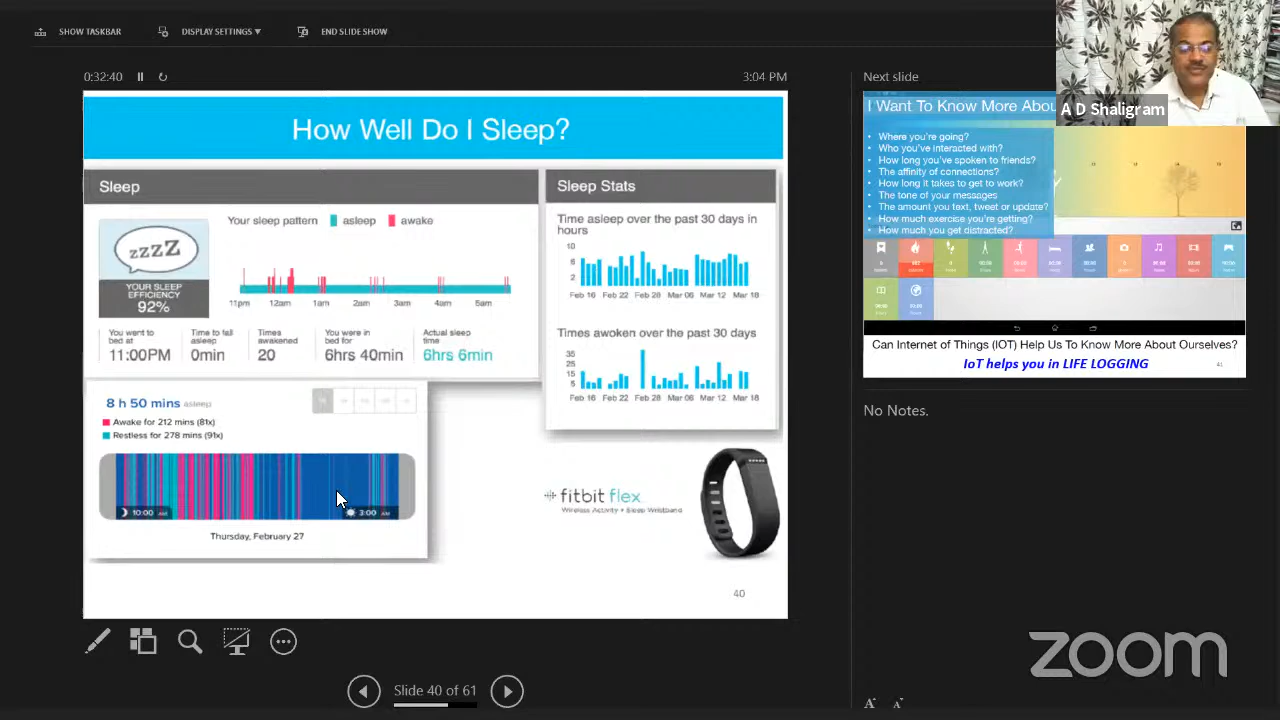 SHOW TASKBAR
DISPLAY SETTINGS ▼
END SLIDE SHOW
0:32:40
3:04 PM
How Well Do I Sleep?
Sleep
zzzZ
YOUR SLEEP
EFFICIENCY
92%
Your sleep pattern asleep awake
11pm 12am 1am 2am 3am 4am 5am
You went to
bed at
11:00PM
Time to fall
asleep
0min
Times
awakened
20
You were in
bed for
6hrs 40min
Actual sleep
time
6hrs 6min
Sleep Stats
Time asleep over the past 30 days in
hours
10
6
2
Feb 16 Feb 22 Feb 28 Mar 06 Mar 12 Mar 18
Times awoken over the past 30 days
35
25
15
5
Feb 16 Feb 22 Feb 28 Mar 06 Mar 12 Mar 18
8 h 50 mins asleep
Awake for 212 mins (81x)
Restless for 278 mins (91x)
10:00 AM
3:00 AM
Thursday, February 27
fitbit flex
Wireless Activity + Sleep Wristband
40
Slide 40 of 61
Next slide
A D Shaligram
I Want To Know More Abou
• Where you're going?
• Who you've interacted with?
• How long you've spoken to friends?
• The affinity of connections?
• How long it takes to get to work?
• The tone of your messages
• The amount you text, tweet or update?
• How much exercise you're getting?
• How much you get distracted?
Can Internet of Things (IOT) Help Us To Know More About Ourselves?
IoT helps you in LIFE LOGGING
41
No Notes.
zoom
A A